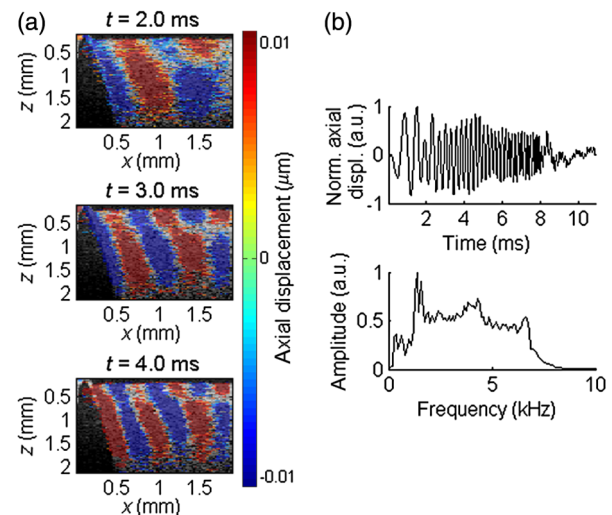 (a)
t = 2.0 ms
z (mm)
0.5
1
1.5
2
0.5 1 1.5
x (mm)
t = 3.0 ms
z (mm)
0.5
1
1.5
2
0.5 1 1.5
x (mm)
t = 4.0 ms
z (mm)
0.5
1
1.5
2
0.5 1 1.5
x (mm)
0.01
0
-0.01
Axial displacement (μm)
(b)
Norm. axial
displ. (a.u.)
1
0
-1
2 4 6 8 10
Time (ms)
Amplitude (a.u.)
1
0.5
0
0 5 10
Frequency (kHz)